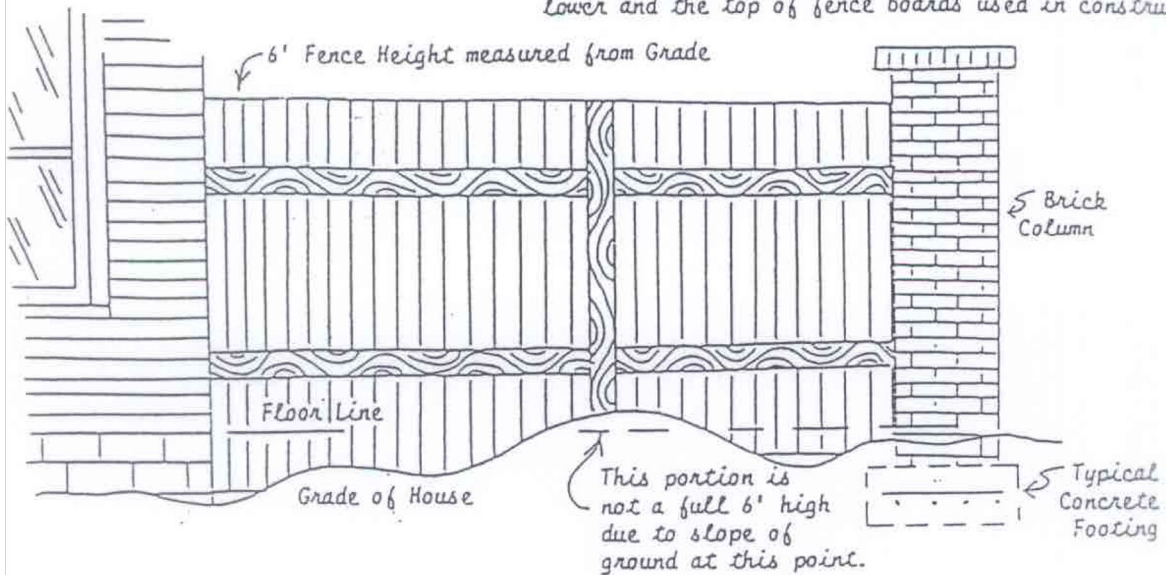 lower and the top of fence boards used in constru
6' Fence Height measured from Grade
Brick
Column
Floor Line
Grade of House
This portion is
not a full 6' high
due to slope of
ground at this point.
Typical
Concrete
Footing